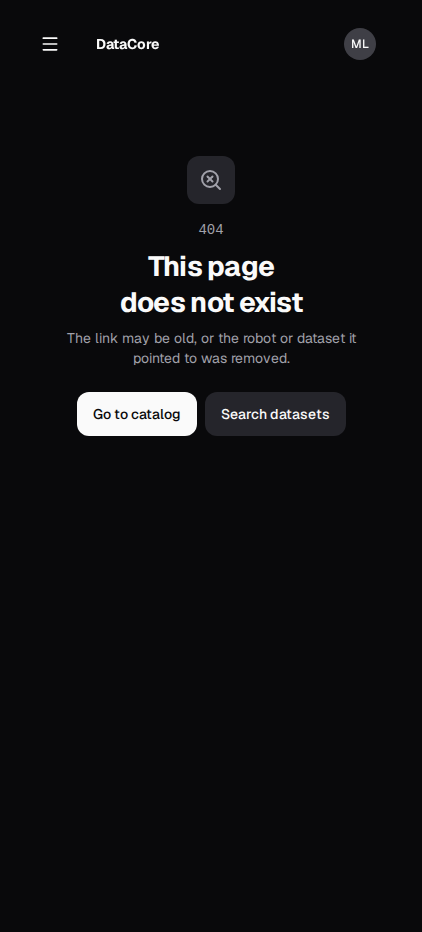 DataCore
ML
404
This page
does not exist
The link may be old, or the robot or dataset it
pointed to was removed.
Go to catalog
Search datasets